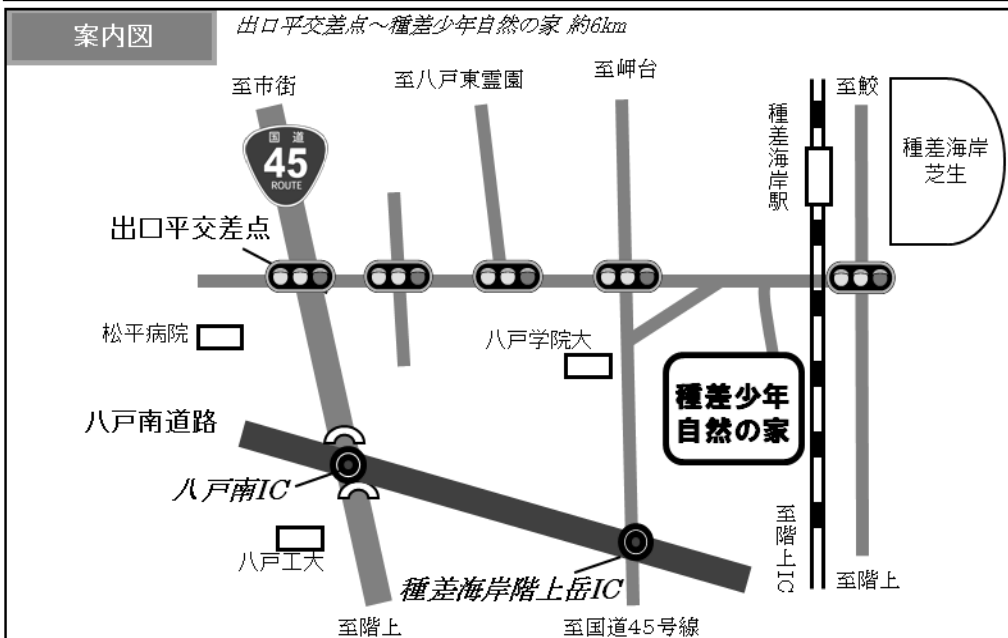 案内図
出口平交差点～種差少年自然の家 約6km
至市街
至八戸東霊園
至岬台
至鮫
種差海岸駅
種差海岸
芝生
国道
45
ROUTE
出口平交差点
松平病院
八戸学院大
種差少年
自然の家
八戸南道路
八戸南IC
八戸工大
種差海岸階上岳IC
至階上IC
至階上
至階上
至国道45号線